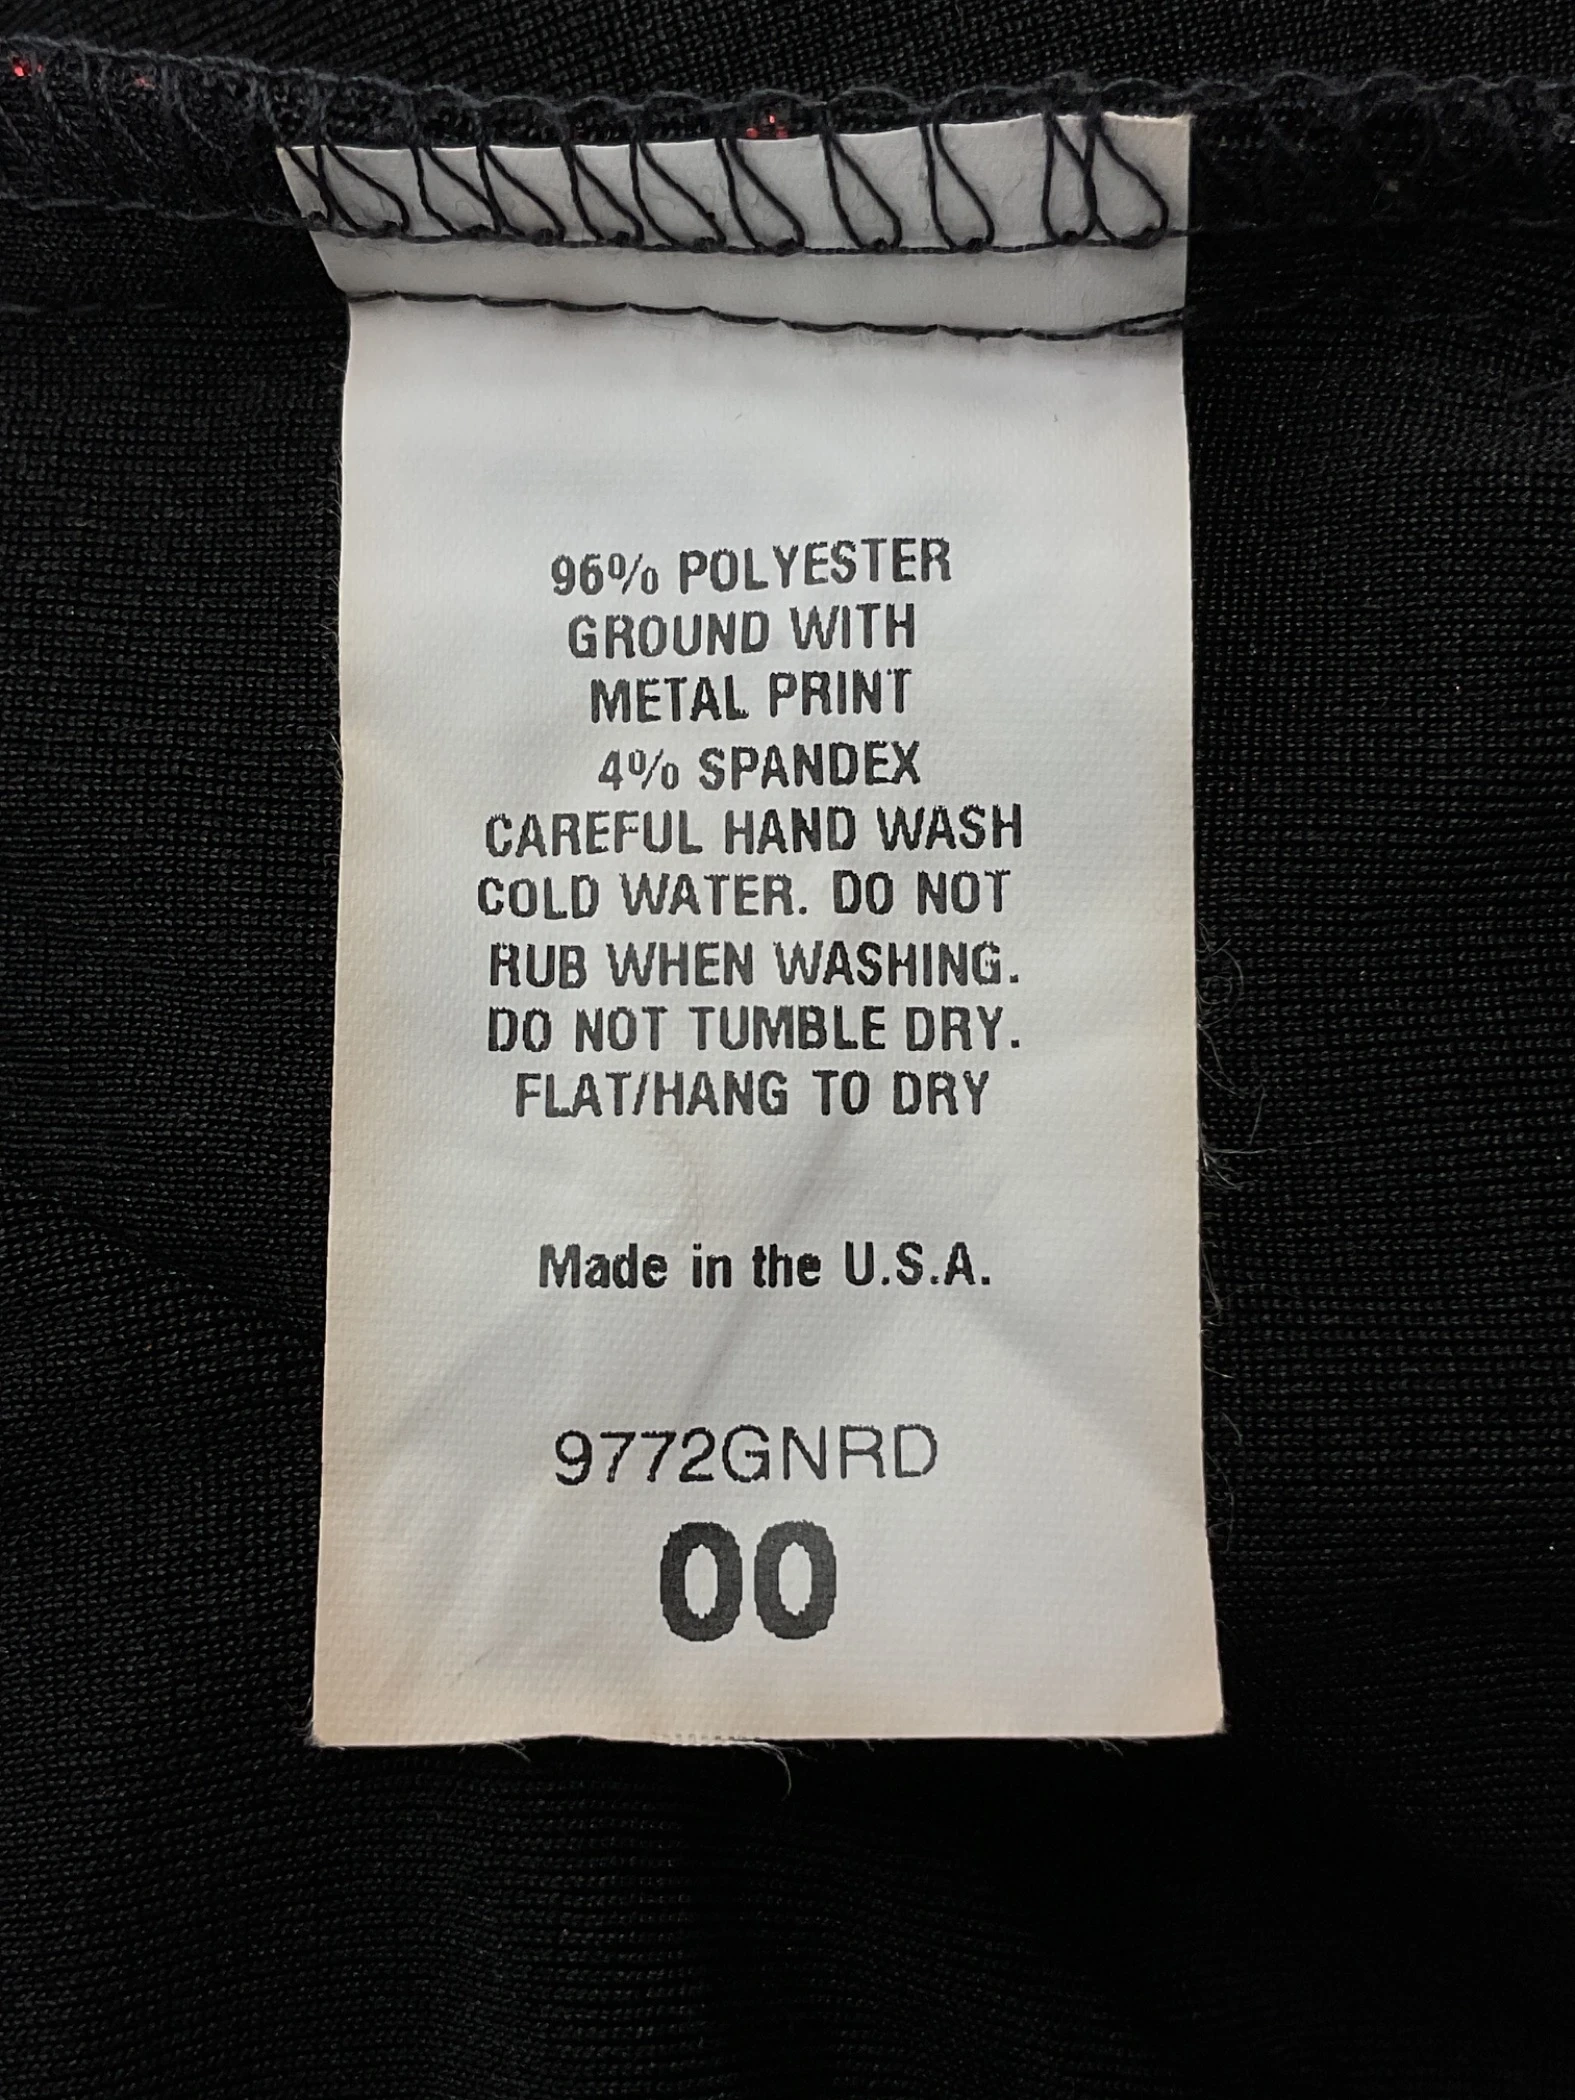 96% POLYESTER
GROUND WITH
METAL PRINT
4% SPANDEX
CAREFUL HAND WASH
COLD WATER. DO NOT
RUB WHEN WASHING.
DO NOT TUMBLE DRY.
FLAT/HANG TO DRY
Made in the U.S.A.
9772GNRD
00